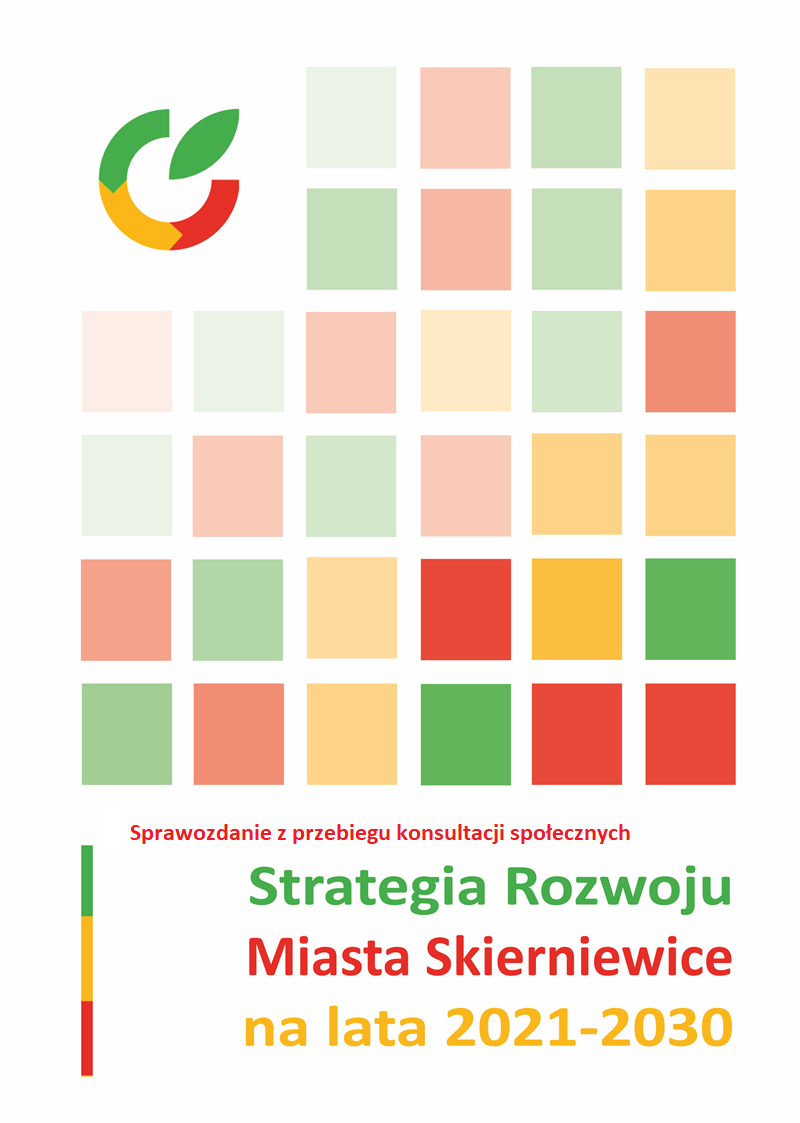 Sprawozdanie z przebiegu konsultacji społecznych
Strategia Rozwoju
Miasta Skierniewice
na lata 2021-2030